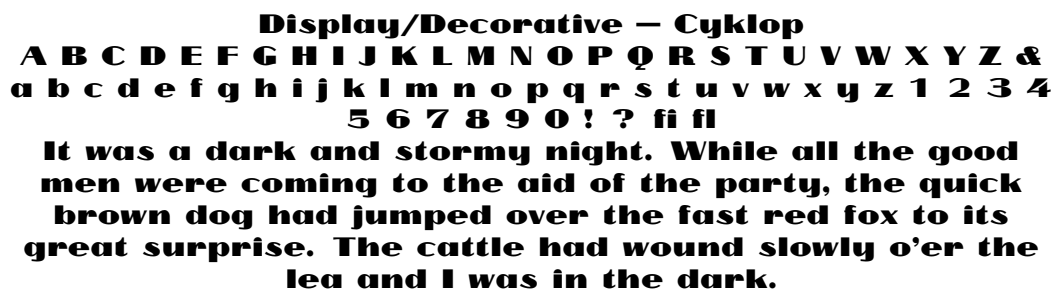 Display/Decorative — Cyklop
A B C D E F G H I J K L M N O P Q R S T U V W X Y Z &
a b c d e f g h i j k l m n o p q r s t u v w x y z 1 2 3 4
5 6 7 8 9 0 ! ? fi fl
It was a dark and stormy night. While all the good
men were coming to the aid of the party, the quick
brown dog had jumped over the fast red fox to its
great surprise. The cattle had wound slowly o’er the
lea and I was in the dark.